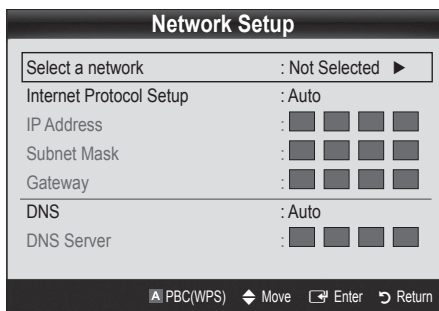 Network Setup
Select a network : Not Selected ►
Internet Protocol Setup : Auto
IP Address :
Subnet Mask :
Gateway :
DNS : Auto
DNS Server :
A PBC(WPS) Move Enter Return